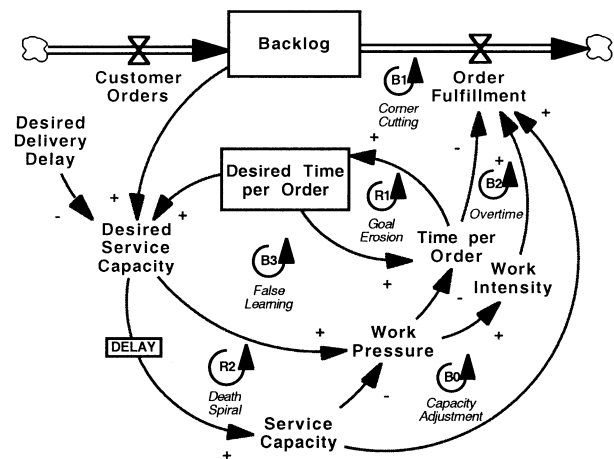 Backlog
Customer
Orders
B1
Corner
Cutting
Order
Fulfillment
+
Desired
Delivery
Delay
+
-
+
Desired Time
per Order
R1
Goal
Erosion
-
+
B2
Overtime
-
+
+
Desired
Service
Capacity
B3
False
Learning
+
Time per
Order
Work
Intensity
-
DELAY
+
Work
Pressure
+
R2
Death
Spiral
B0
Capacity
Adjustment
-
Service
Capacity
+